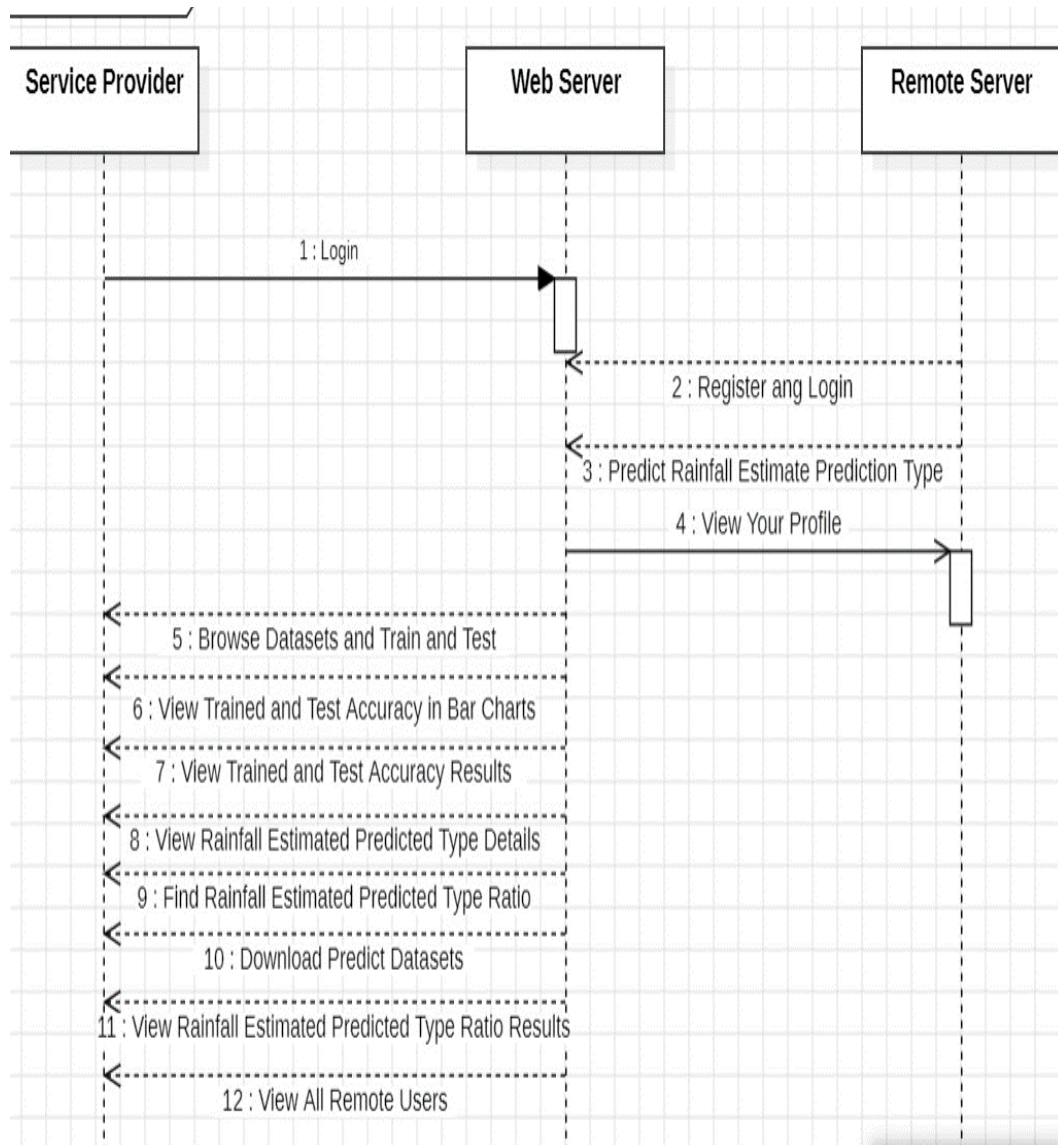 Service Provider
Web Server
Remote Server
1 : Login
2 : Register ang Login
3 : Predict Rainfall Estimate Prediction Type
4 : View Your Profile
5 : Browse Datasets and Train and Test
6 : View Trained and Test Accuracy in Bar Charts
7 : View Trained and Test Accuracy Results
8 : View Rainfall Estimated Predicted Type Details
9 : Find Rainfall Estimated Predicted Type Ratio
10 : Download Predict Datasets
11 : View Rainfall Estimated Predicted Type Ratio Results
12 : View All Remote Users